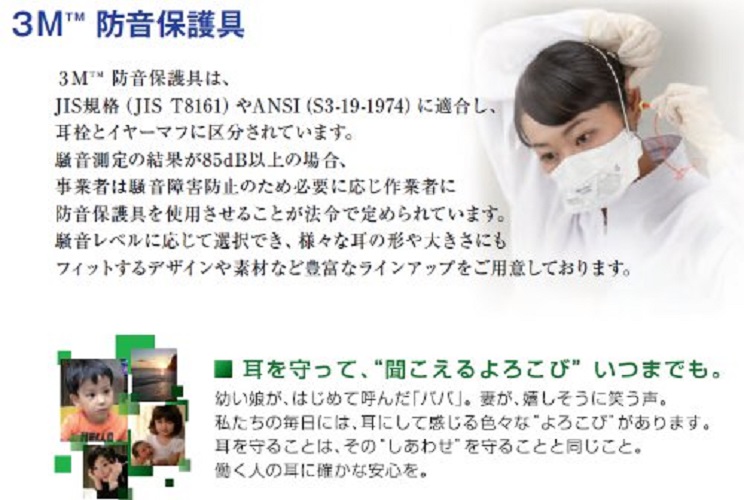 3M™ 防音保護具
3M™ 防音保護具は、
JIS規格（JIS T8161）やANSI（S3-19-1974）に適合し、
耳栓とイヤーマフに区分されています。
騒音測定の結果が85dB以上の場合、
事業者は騒音障害防止のため必要に応じ作業者に
防音保護具を使用させることが法令で定められています。
騒音レベルに応じて選択でき、様々な耳の形や大きさにも
フィットするデザインや素材など豊富なラインアップをご用意しております。
■ 耳を守って、“聞こえるよろこび” いつまでも。
幼い娘が、はじめて呼んだ「パパ」。妻が、嬉しそうに笑う声。
私たちの毎日には、耳にして感じる色々な“よろこび”があります。
耳を守ることは、その“しあわせ”を守ることと同じこと。
働く人の耳に確かな安心を。
HELLO